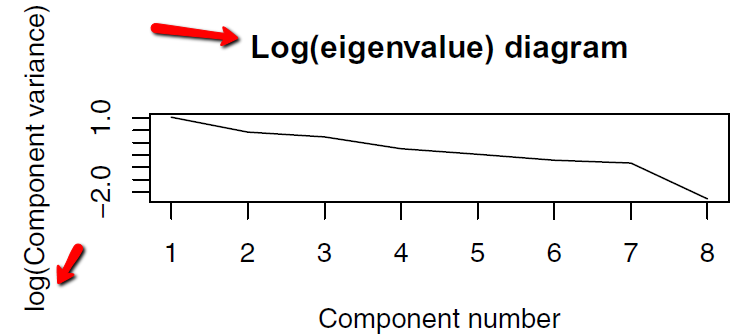 Log(eigenvalue) diagram
log(Component variance)
1.0
−2.0
1 2 3 4 5 6 7 8
Component number